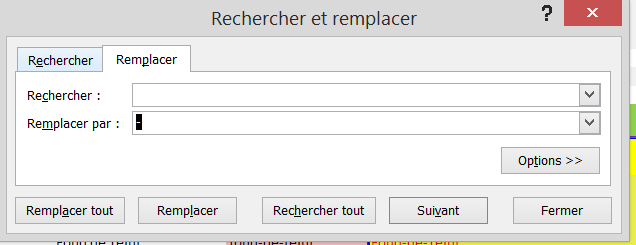 Rechercher et remplacer
?
Rechercher Remplacer
Rechercher :
Remplacer par : -
Options >>
Remplacer tout Remplacer Rechercher tout Suivant Fermer